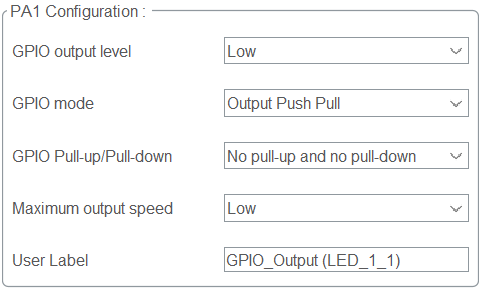 PA1 Configuration :
GPIO output level Low
GPIO mode Output Push Pull
GPIO Pull-up/Pull-down No pull-up and no pull-down
Maximum output speed Low
User Label GPIO_Output (LED_1_1)